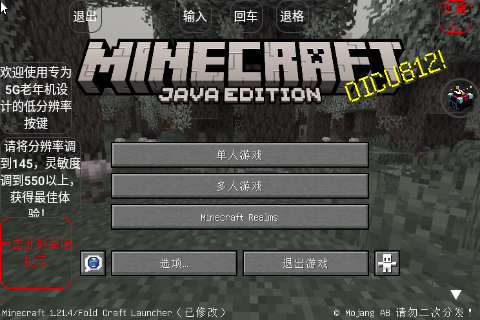 退出 输入 回车 退格
MINECRAFT
JAVA EDITION
DICU612!
欢迎使用专为
5G老年机设
计的低分辨率
按键
请将分辨率调
到145，灵敏度
调到550以上，
获得最佳体
验!
单人游戏
多人游戏
Minecraft Realms
选项...
退出游戏
Minecraft 1.21.4/Fold Craft Launcher(已修改)
© Mojang AB 请勿二次分发!